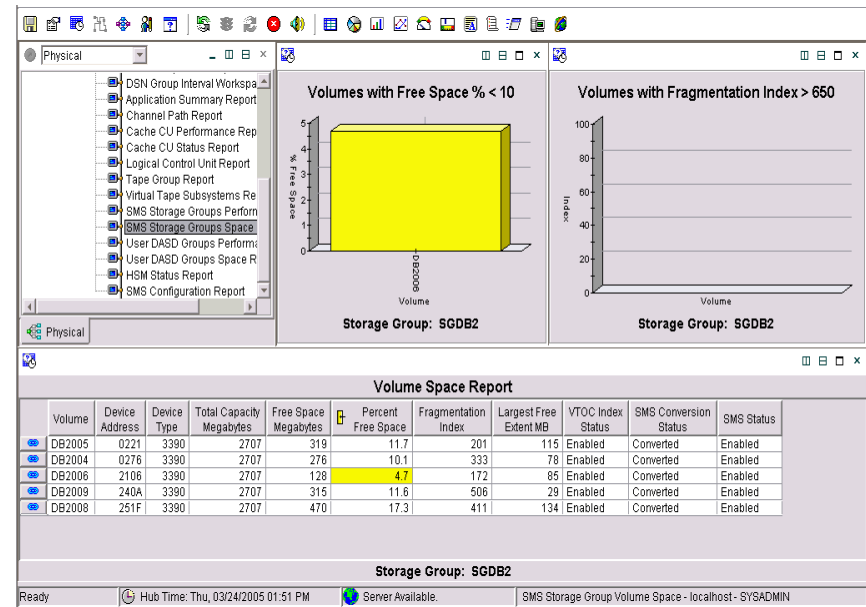 Physical
DSN Group Interval Workspa
Application Summary Report
Channel Path Report
Cache CU Performance Rep
Cache CU Status Report
Logical Control Unit Report
Tape Group Report
Virtual Tape Subsystems Re
SMS Storage Groups Perforn
SMS Storage Groups Space
User DASD Groups Performa
User DASD Groups Space R
HSM Status Report
SMS Configuration Report
Physical
Volumes with Free Space % < 10
% Free Space
5
4
3
2
1
0
DB2006
Volume
Storage Group: SGDB2
Volumes with Fragmentation Index > 650
Index
100
80
60
40
20
0
Volume
Storage Group: SGDB2
Volume Space Report
Volume Device Address Device Type Total Capacity Megabytes Free Space Megabytes Percent Free Space Fragmentation Index Largest Free Extent MB VTOC Index Status SMS Conversion Status SMS Status
DB2005 0221 3390 2707 319 11.7 201 115 Enabled Converted Enabled
DB2004 0276 3390 2707 276 10.1 333 78 Enabled Converted Enabled
DB2006 2106 3390 2707 128 4.7 172 85 Enabled Converted Enabled
DB2009 240A 3390 2707 315 11.6 506 29 Enabled Converted Enabled
DB2008 251F 3390 2707 470 17.3 411 134 Enabled Converted Enabled
Storage Group: SGDB2
Ready Hub Time: Thu, 03/24/2005 01:51 PM Server Available. SMS Storage Group Volume Space - localhost - SYSADMIN